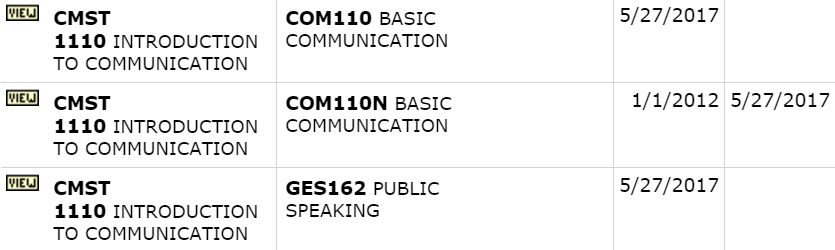 VIEW CMST COM110 BASIC 5/27/2017
1110 INTRODUCTION COMMUNICATION
TO COMMUNICATION
VIEW CMST COM110N BASIC 1/1/2012 5/27/2017
1110 INTRODUCTION COMMUNICATION
TO COMMUNICATION
VIEW CMST GES162 PUBLIC 5/27/2017
1110 INTRODUCTION SPEAKING
TO COMMUNICATION